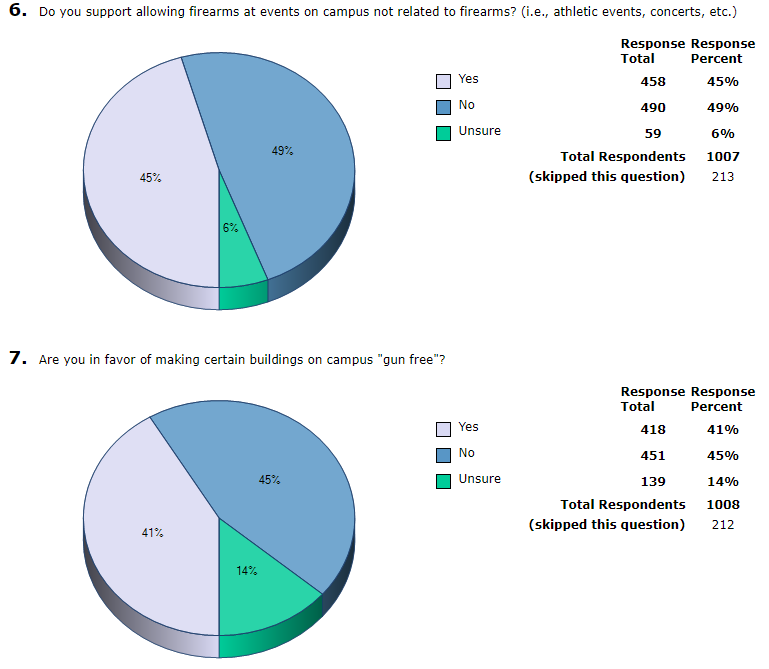 6. Do you support allowing firearms at events on campus not related to firearms? (i.e., athletic events, concerts, etc.)
Response Response
Total Percent
Yes 458 45%
No 490 49%
Unsure 59 6%
Total Respondents 1007
(skipped this question) 213
49%
45%
6%
7. Are you in favor of making certain buildings on campus "gun free"?
Response Response
Total Percent
Yes 418 41%
No 451 45%
Unsure 139 14%
Total Respondents 1008
(skipped this question) 212
45%
41%
14%